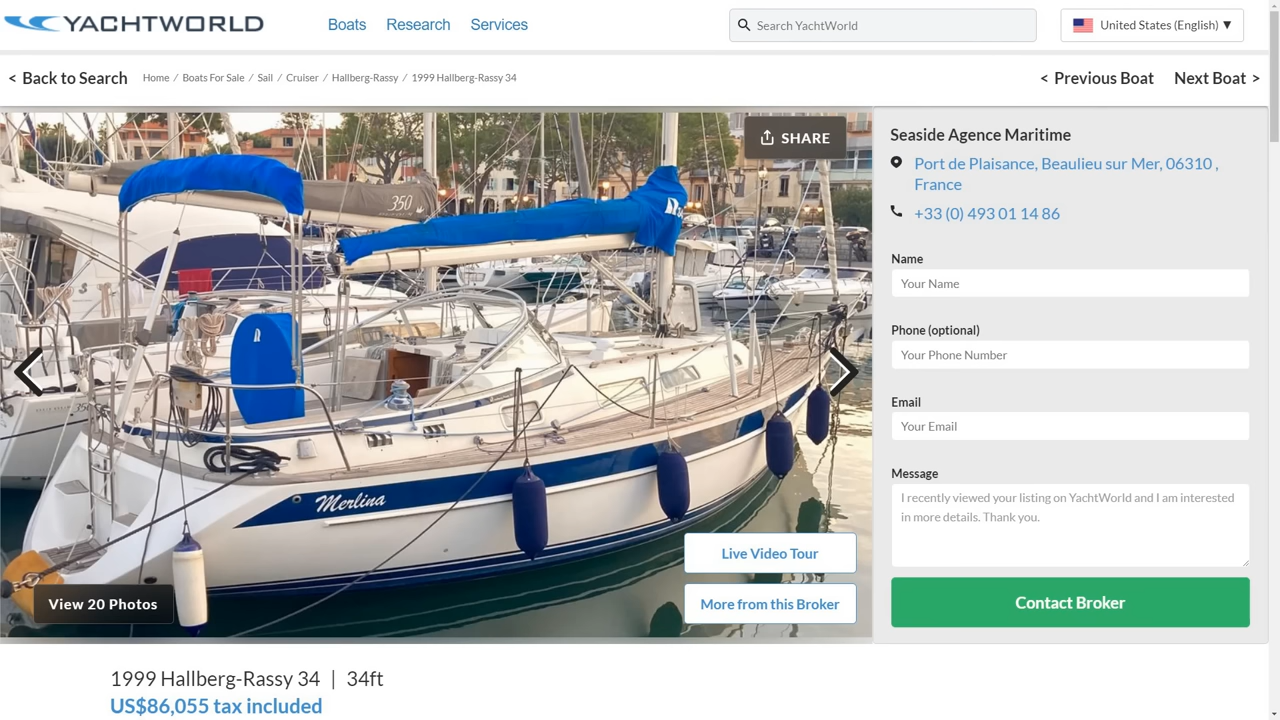 YACHTWORLD
Boats Research Services
Search YachtWorld
United States (English) ▼
< Back to Search
Home / Boats For Sale / Sail / Cruiser / Hallberg-Rassy / 1999 Hallberg-Rassy 34
< Previous Boat Next Boat >
SHARE
350
Merlina
Live Video Tour
View 20 Photos
More from this Broker
Seaside Agence Maritime
Port de Plaisance, Beaulieu sur Mer, 06310 ,
France
+33 (0) 493 01 14 86
Name
Your Name
Phone (optional)
Your Phone Number
Email
Your Email
Message
I recently viewed your listing on YachtWorld and I am interested
in more details. Thank you.
Contact Broker
1999 Hallberg-Rassy 34 | 34ft
US$86,055 tax included